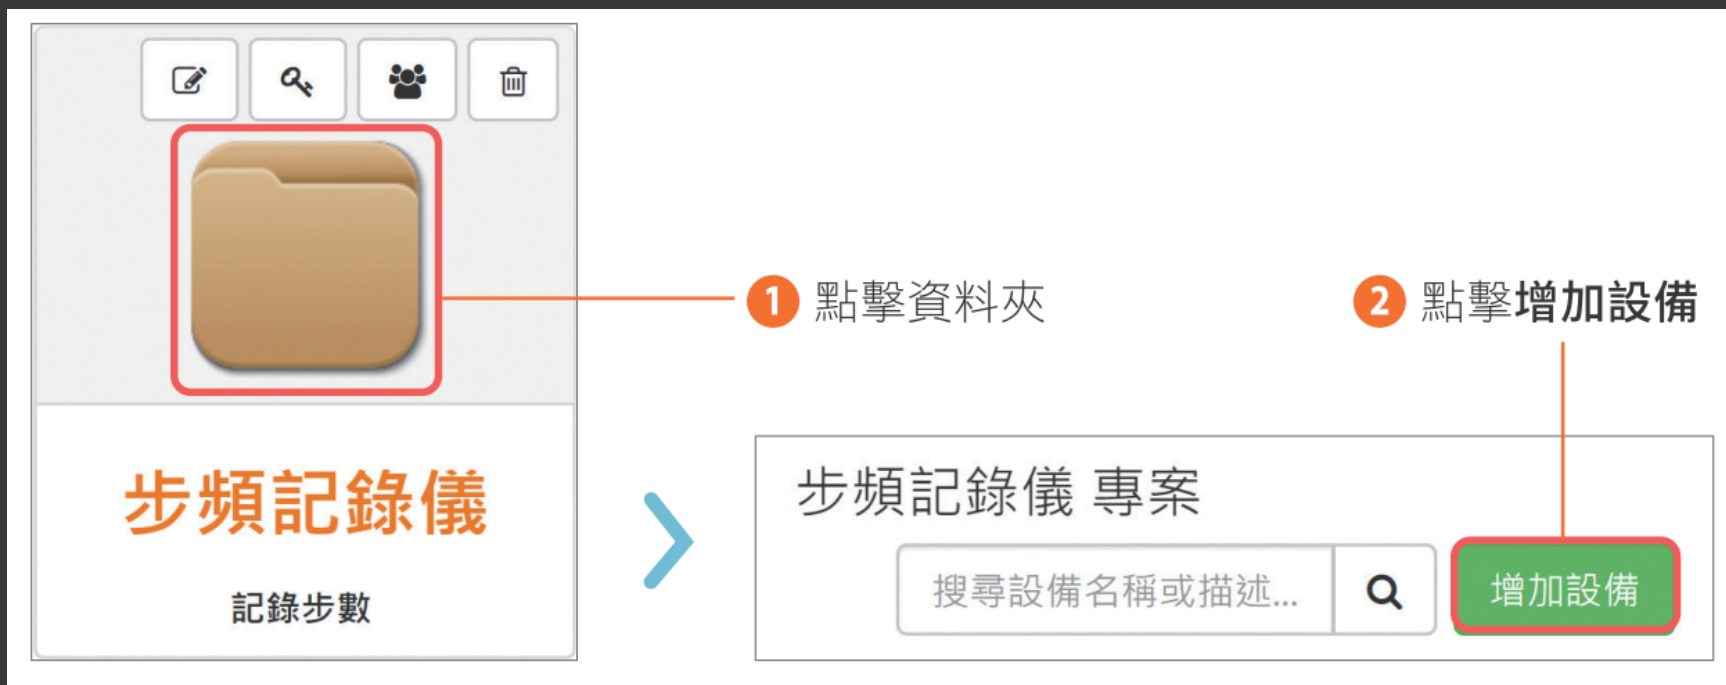 步頻記錄儀
記錄步數
1 點擊資料夾
2 點擊增加設備
步頻記錄儀 專案
搜尋設備名稱或描述...
增加設備